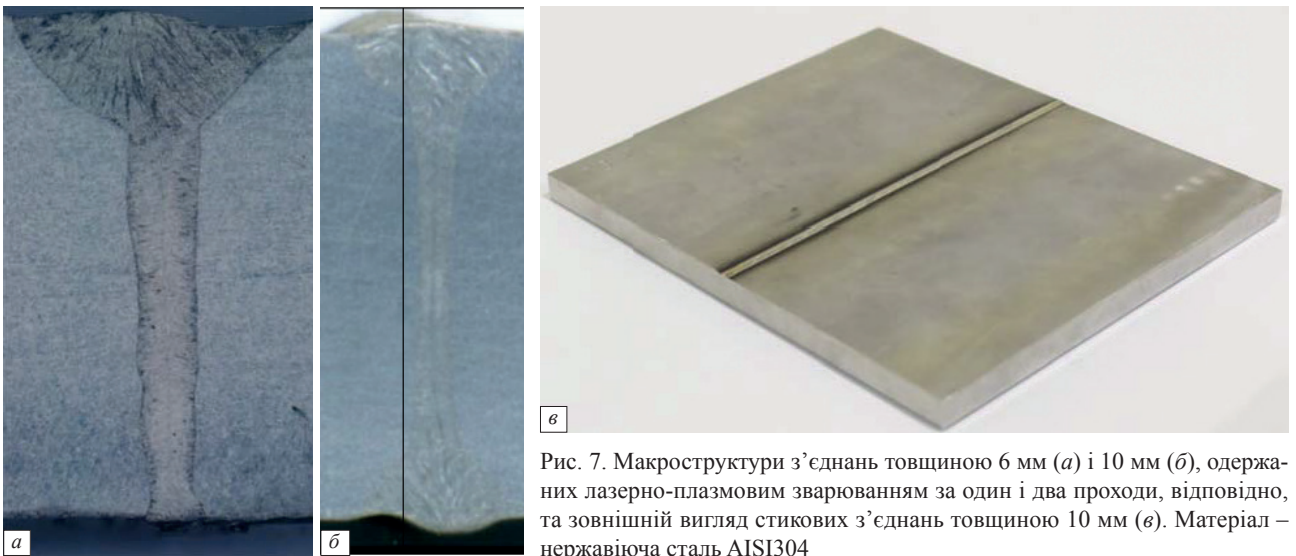 а
б
в
Рис. 7. Макроструктури з’єднань товщиною 6 мм (а) і 10 мм (б), одержа-
них лазерно-плазмовим зварюванням за один і два проходи, відповідно,
та зовнішній вигляд стикових з’єднань товщиною 10 мм (в). Матеріал –
нержавіюча сталь AISI304